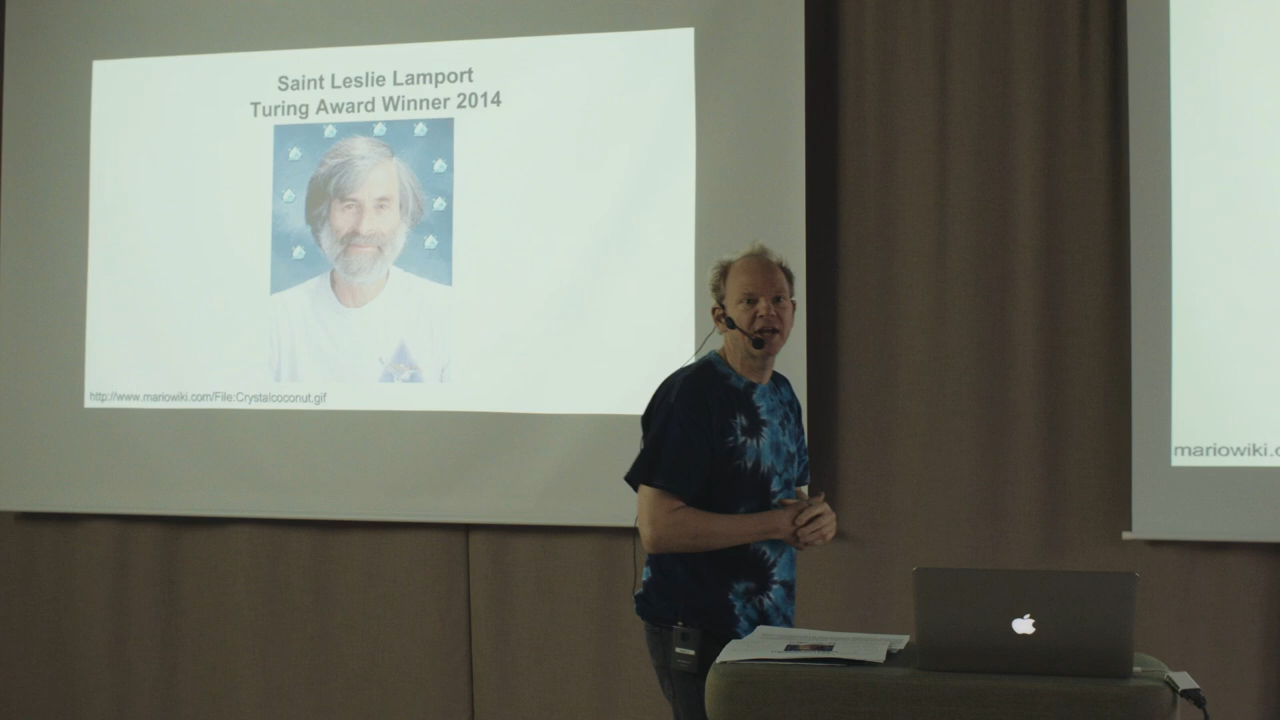 Saint Leslie Lamport
Turing Award Winner 2014
http://www.mariowiki.com/File:Crystalcoconut.gif
mariowiki.c